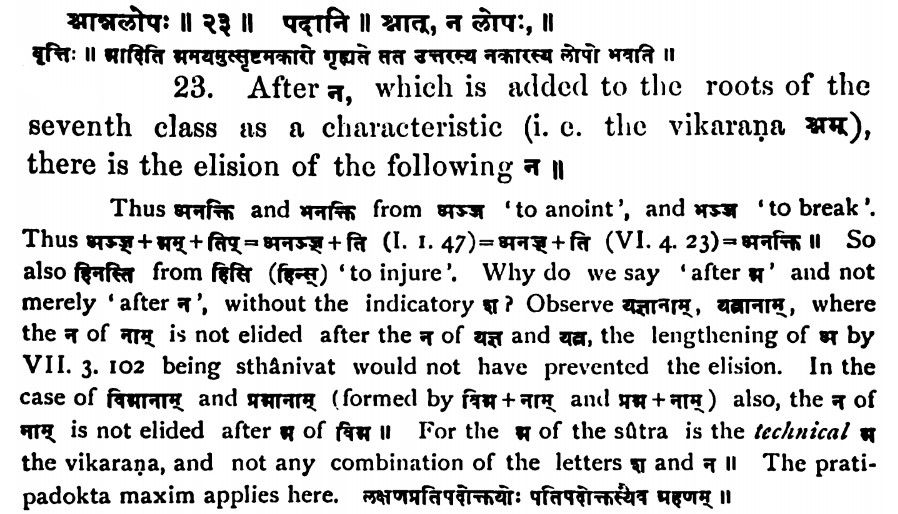 श्नान्नलोपः ॥ २३ ॥ पदानि ॥ श्नात्, न लोपः, ॥
वृत्तिः ॥ श्नादिति श्नमयमुत्सृष्टमकारो गृह्यते तत उत्तरस्य नकारस्य लोपो भवति ॥
23. After न, which is added to the roots of the
seventh class as a characteristic (i. e. the vikaraṇa श्नम्),
there is the elision of the following न ॥
Thus अनक्ति and भनक्ति from अञ्ज 'to anoint', and भञ्ज 'to break'.
Thus अञ्ज्+श्नम्+तिप्=अनञ्ज्+ति (I. 1. 47)=अनज्+ति (VI. 4. 23)=अनक्ति ॥ So
also हिनस्ति from हिसि (हिन्स्) 'to injure'. Why do we say 'after श्न' and not
merely 'after न', without the indicatory श? Observe यज्ञानाम्, यत्नानाम्, where
the न of नाम् is not elided after the न of यज्ञ and यत्न, the lengthening of अ by
VII. 3. 102 being sthânivat would not have prevented the elision. In the
case of विश्नानाम् and प्रश्नानाम् (formed by विश्न+नाम् and प्रश्न+नाम्) also, the न of
नाम् is not elided after श्न of विश्न ॥ For the श्न of the sûtra is the technical श्न
the vikaraṇa, and not any combination of the letters श and न ॥ The prati-
padokta maxim applies here. लक्षणप्रतिपदोक्तयोः पतिपदोक्तस्यैव ग्रहणम् ॥